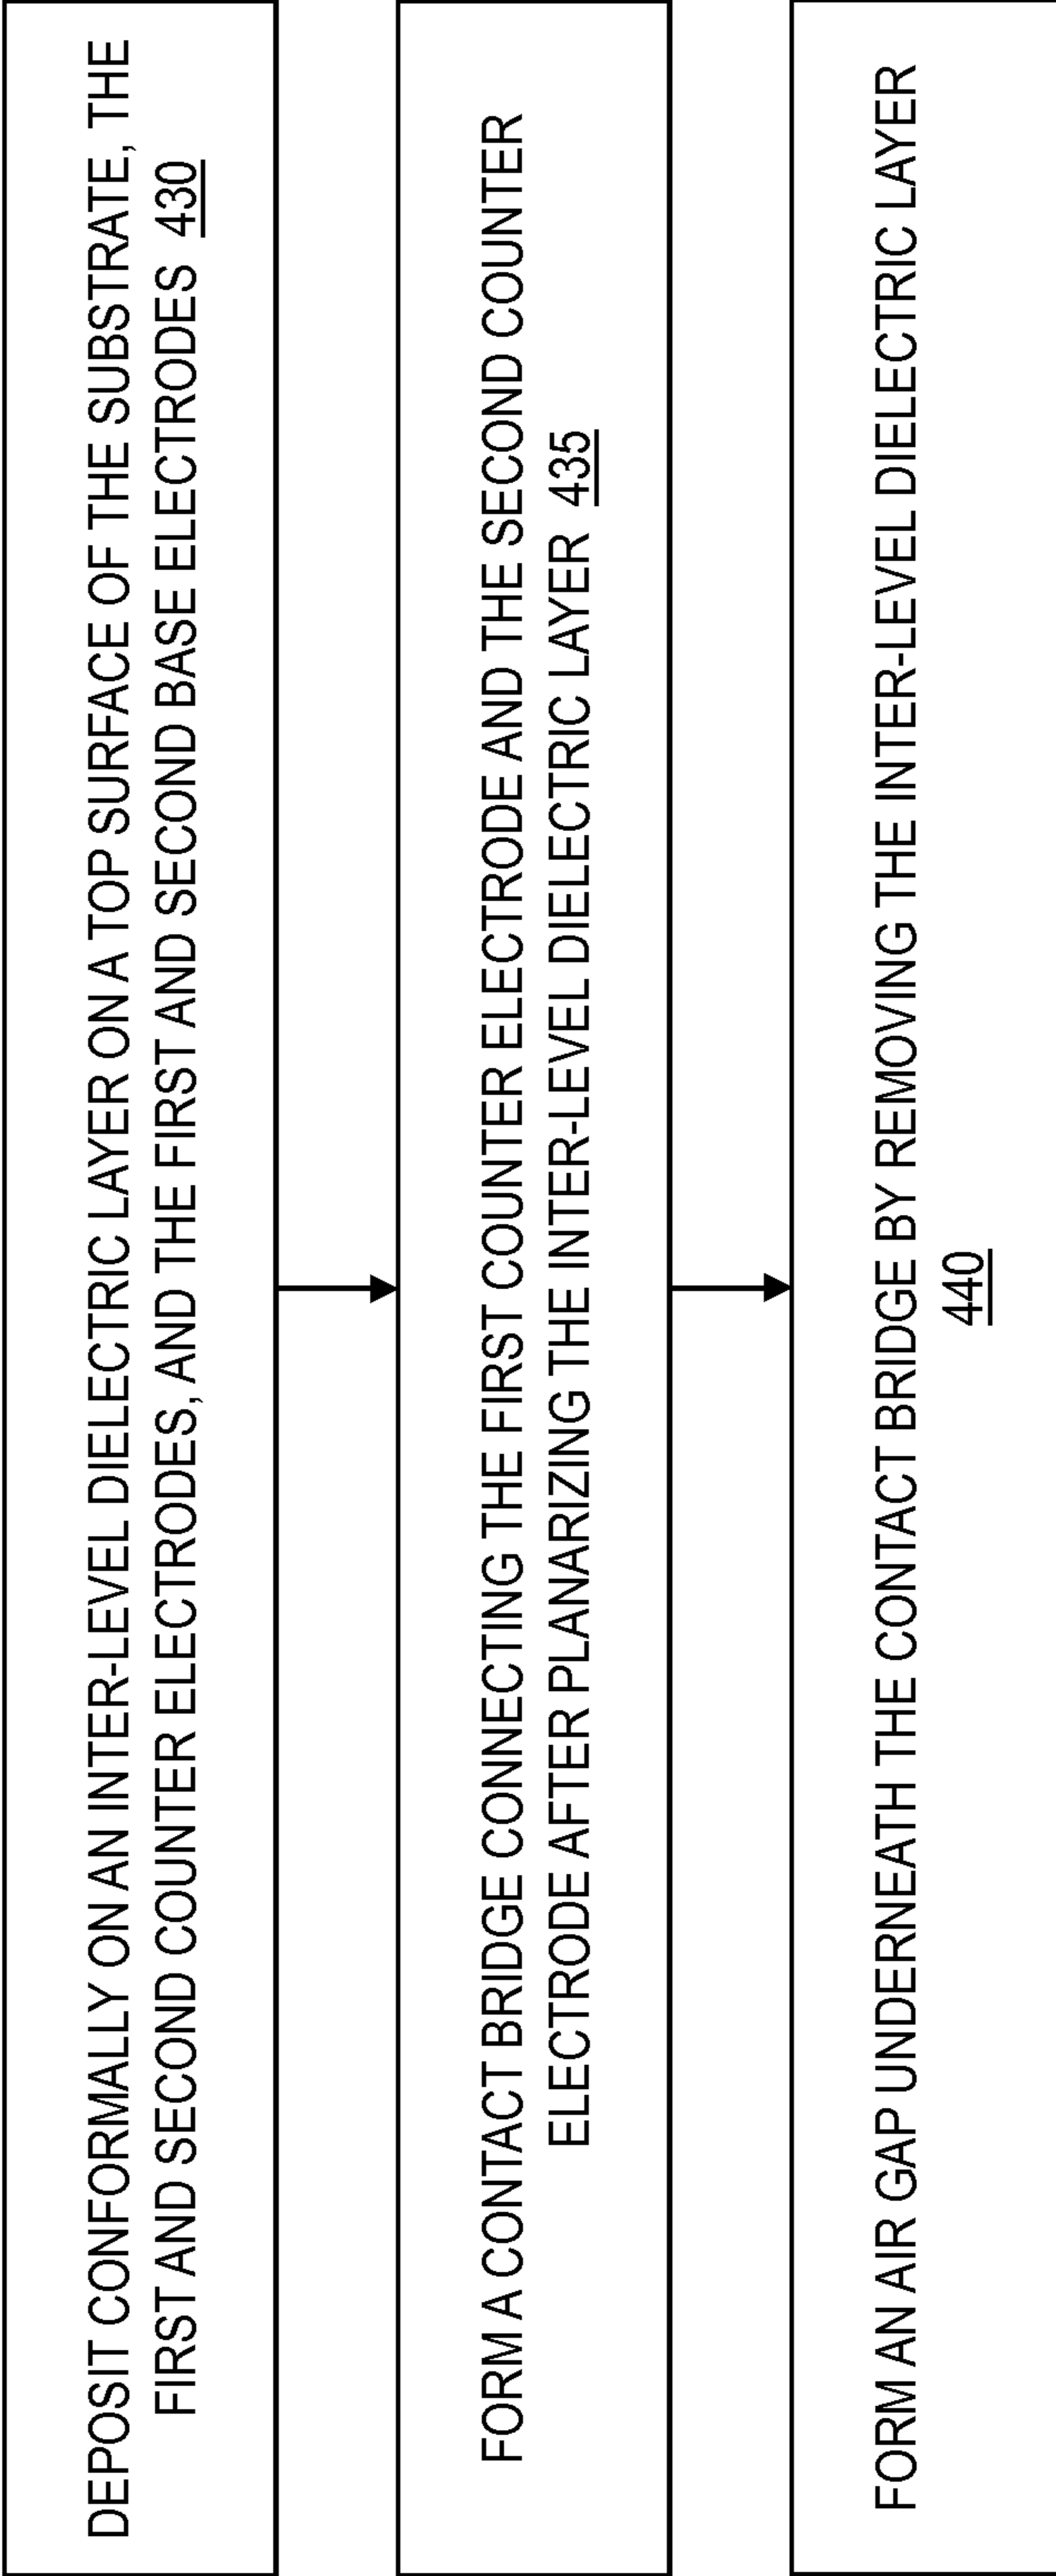 DEPOSIT CONFORMALLY ON AN INTER-LEVEL DIELECTRIC LAYER ON A TOP SURFACE OF THE SUBSTRATE, THE
FIRST AND SECOND COUNTER ELECTRODES, AND THE FIRST AND SECOND BASE ELECTRODES 430
FORM A CONTACT BRIDGE CONNECTING THE FIRST COUNTER ELECTRODE AND THE SECOND COUNTER
ELECTRODE AFTER PLANARIZING THE INTER-LEVEL DIELECTRIC LAYER 435
FORM AN AIR GAP UNDERNEATH THE CONTACT BRIDGE BY REMOVING THE INTER-LEVEL DIELECTRIC LAYER
440